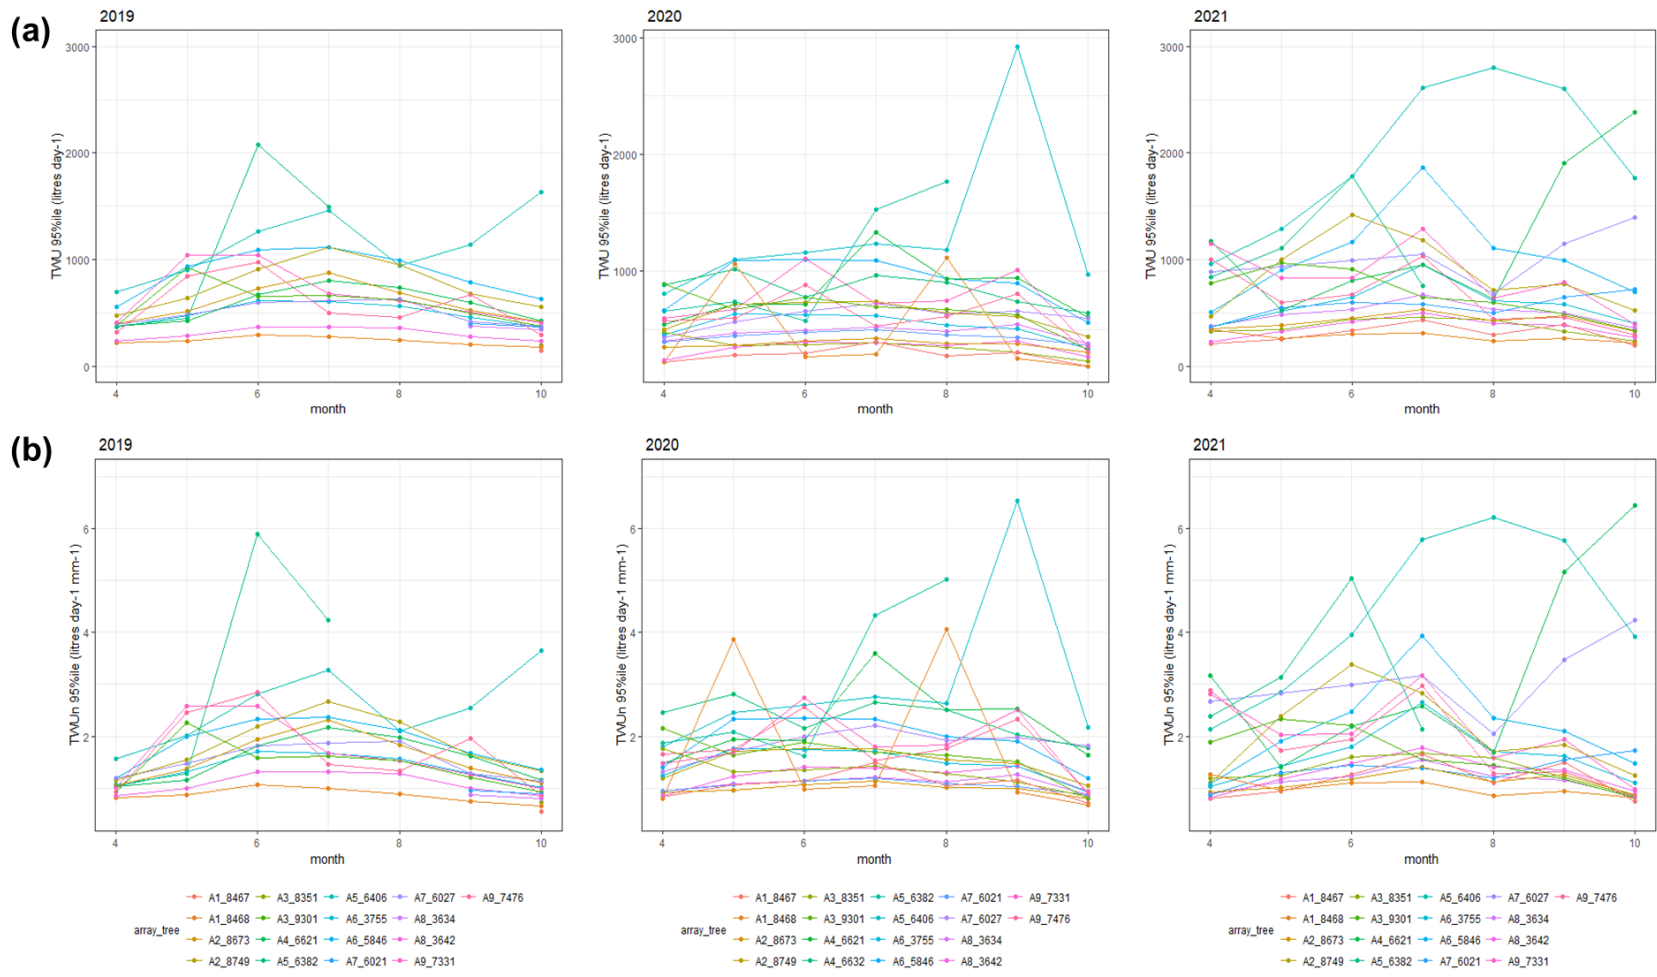 (a)
2019
2020
2021
TWU 95%ile (litres day-1)
3000
2000
1000
0
4 6 8 10
month
TWU 95%ile (litres day-1)
3000
2000
1000
4 6 8 10
month
TWU 95%ile (litres day-1)
3000
2000
1000
0
4 6 8 10
month
(b)
2019
2020
2021
TWUn 95%ile (litres day-1 mm-1)
6
4
2
4 6 8 10
month
TWUn 95%ile (litres day-1 mm-1)
6
4
2
4 6 8 10
month
TWUn 95%ile (litres day-1 mm-1)
6
4
2
4 6 8 10
month
array_tree
A1_8467 A3_8351 A5_6406 A7_6027 A9_7476
A1_8468 A3_9301 A6_3755 A8_3634
A2_8673 A4_6621 A6_5846 A8_3642
A2_8749 A5_6382 A7_6021 A9_7331
array_tree
A1_8467 A3_8351 A5_6382 A7_6021 A9_7331
A1_8468 A3_9301 A5_6406 A7_6027 A9_7476
A2_8673 A4_6621 A6_3755 A8_3634
A2_8749 A4_6632 A6_5846 A8_3642
array_tree
A1_8467 A3_8351 A5_6406 A7_6027 A9_7476
A1_8468 A3_9301 A6_3755 A8_3634
A2_8673 A4_6621 A6_5846 A8_3642
A2_8749 A5_6382 A7_6021 A9_7331